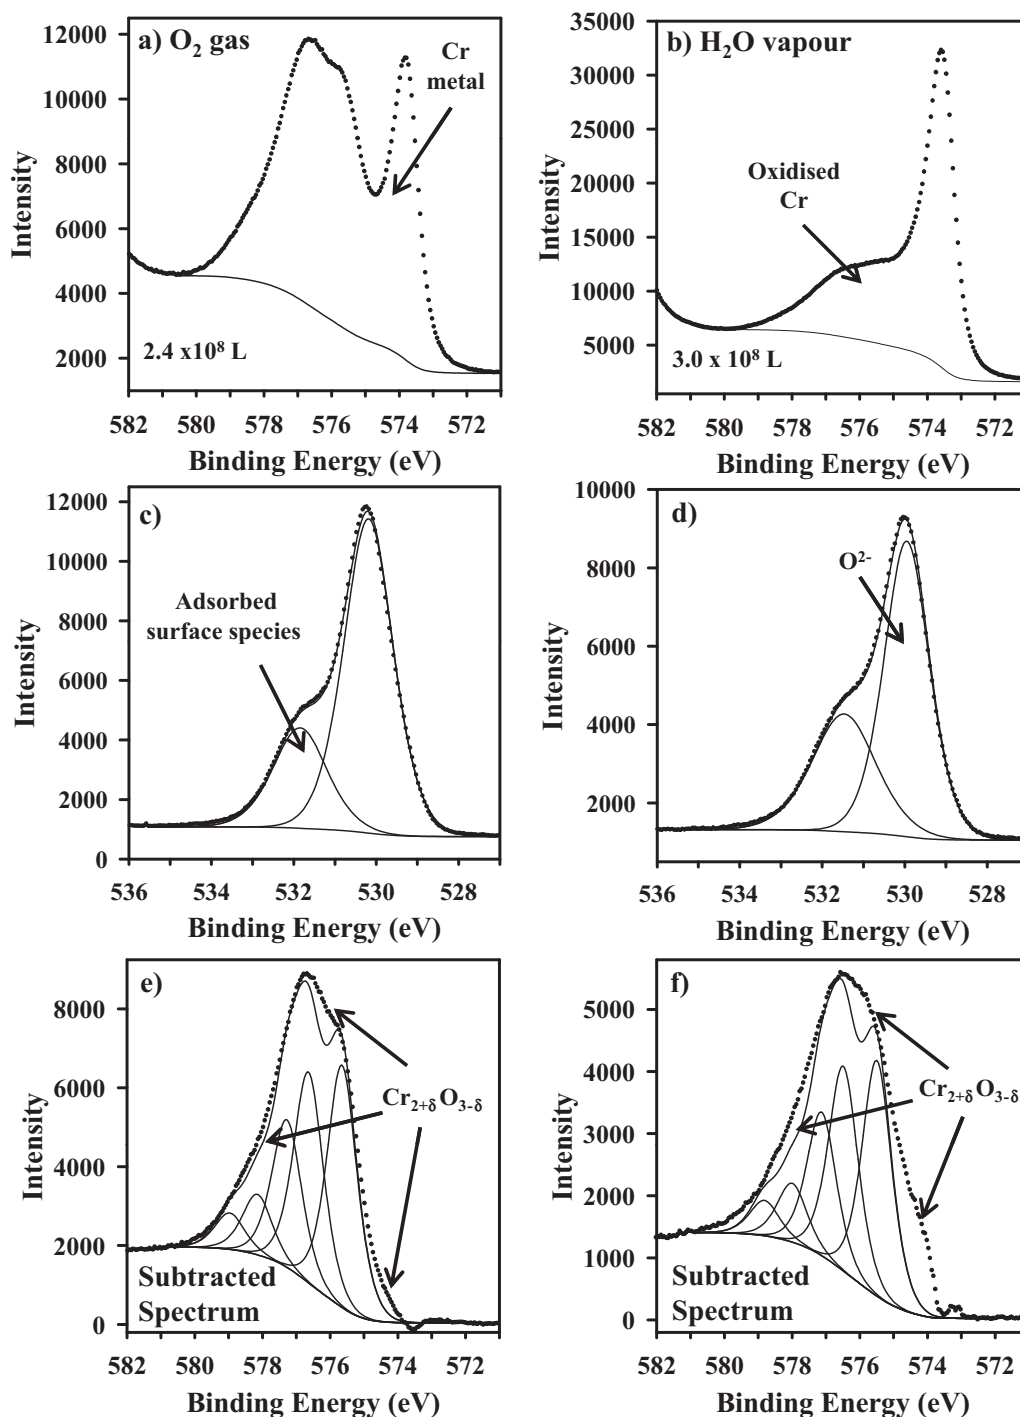 a) O₂ gas
Cr
metal
2.4 x10⁸ L
Intensity
12000
10000
8000
6000
4000
2000
582 580 578 576 574 572
Binding Energy (eV)
b) H₂O vapour
Oxidised
Cr
3.0 x 10⁸ L
Intensity
35000
30000
25000
20000
15000
10000
5000
582 580 578 576 574 572
Binding Energy (eV)
c)
Adsorbed
surface species
Intensity
12000
10000
8000
6000
4000
2000
0
536 534 532 530 528
Binding Energy (eV)
d)
O²⁻
Intensity
10000
8000
6000
4000
2000
536 534 532 530 528
Binding Energy (eV)
e)
Cr₂₊δO₃₋δ
Subtracted
Spectrum
Intensity
8000
6000
4000
2000
0
582 580 578 576 574 572
Binding Energy (eV)
f)
Cr₂₊δO₃₋δ
Subtracted
Spectrum
Intensity
5000
4000
3000
2000
1000
0
582 580 578 576 574 572
Binding Energy (eV)